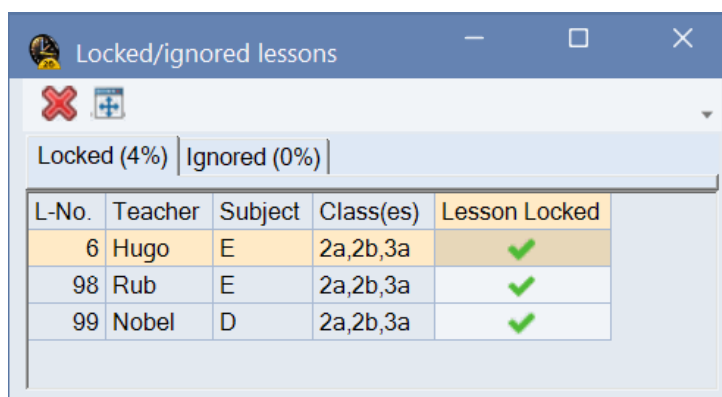 Locked/ignored lessons
Locked (4%) Ignored (0%)
L-No. Teacher Subject Class(es) Lesson Locked
6 Hugo E 2a,2b,3a
98 Rub E 2a,2b,3a
99 Nobel D 2a,2b,3a